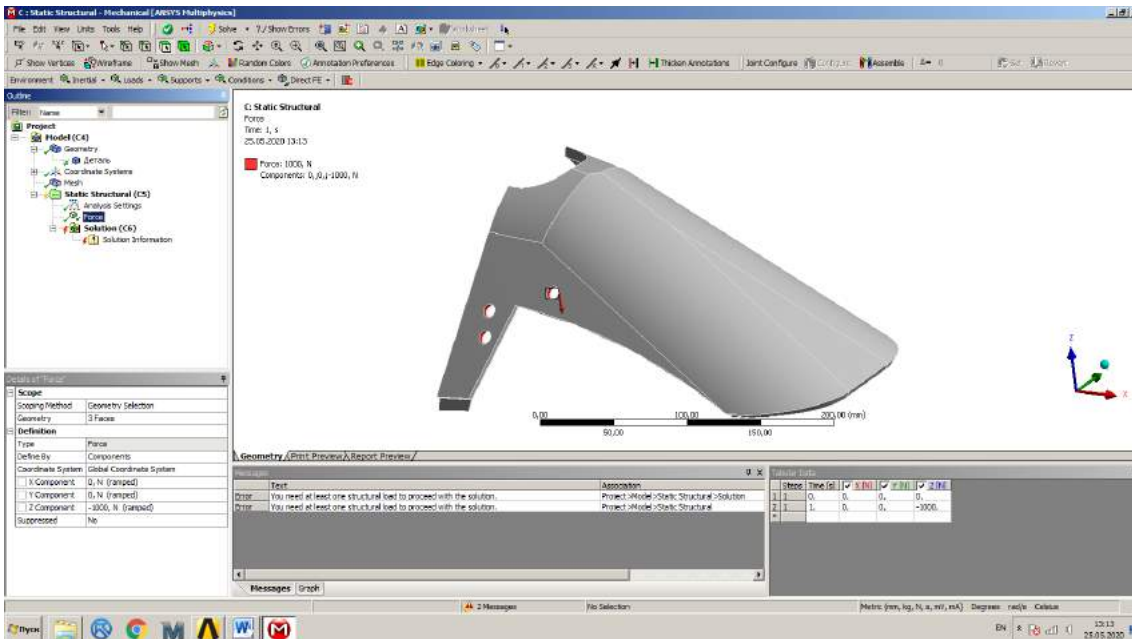 C : Static Structural - Mechanical [ANSYS Multiphysics]
File Edit View Units Tools Help Solve ?/ Show Errors Worksheet
Show Vertices Wireframe Show Mesh Random Colors Annotation Preferences Edge Coloring Thicken Annotations Joint Configure Configure Assemble Set Revert
Environment Inertial Loads Supports Conditions Direct FE
Outline
Filter: Name
Project
Model (C4)
Geometry
Деталь
Coordinate Systems
Mesh
Static Structural (C5)
Analysis Settings
Force
Solution (C6)
Solution Information
C: Static Structural
Force
Time: 1, s
25.05.2020 13:13
Force: 1000, N
Components: 0,;0,;-1000, N
Z
X
0,00 100,00 200,00 (mm)
50,00 150,00
Geometry Print Preview Report Preview
Details of "Force"
Scope
Scoping Method Geometry Selection
Geometry 3 Faces
Definition
Type Force
Define By Components
Coordinate System Global Coordinate System
X Component 0, N (ramped)
Y Component 0, N (ramped)
Z Component -1000, N (ramped)
Suppressed No
Messages
Text Association
Error You need at least one structural load to proceed with the solution. Project>Model>Static Structural>Solution
Error You need at least one structural load to proceed with the solution. Project>Model>Static Structural
Messages Graph
Tabular Data
Steps Time [s] X [N] Y [N] Z [N]
1 1 0, 0, 0, 0,
2 1 1, 0, 0, -1000,
*
2 Messages No Selection Metric (mm, kg, N, s, mV, mA) Degrees rad/s Celsius
Пуск EN 13:13
25.05.2020